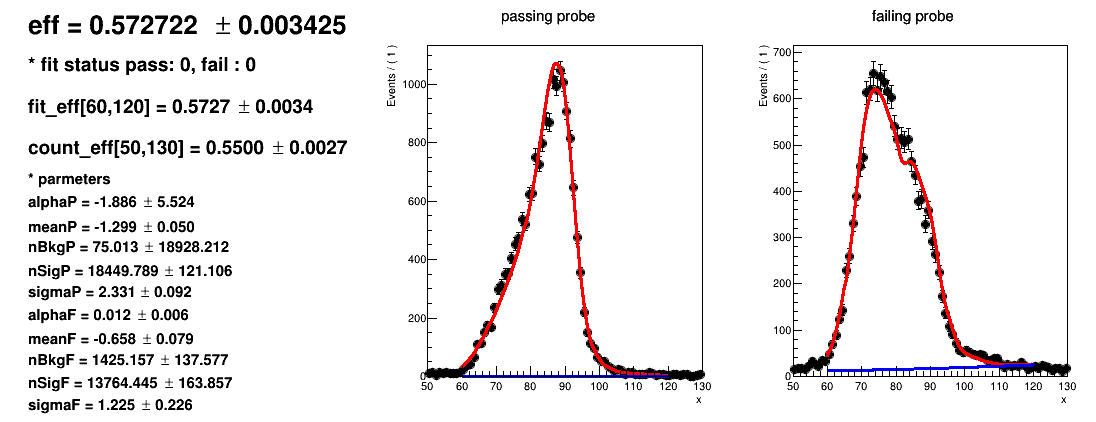 eff = 0.572722 ± 0.003425
* fit status pass: 0, fail : 0
fit_eff[60,120] = 0.5727 ± 0.0034
count_eff[50,130] = 0.5500 ± 0.0027
* parmeters
alphaP = -1.886 ± 5.524
meanP = -1.299 ± 0.050
nBkgP = 75.013 ± 18928.212
nSigP = 18449.789 ± 121.106
sigmaP = 2.331 ± 0.092
alphaF = 0.012 ± 0.006
meanF = -0.658 ± 0.079
nBkgF = 1425.157 ± 137.577
nSigF = 13764.445 ± 163.857
sigmaF = 1.225 ± 0.226
passing probe
Events / ( 1 )
1000
800
600
400
200
0
50 60 70 80 90 100 110 120 130
x
failing probe
Events / ( 1 )
700
600
500
400
300
200
100
0
50 60 70 80 90 100 110 120 130
x